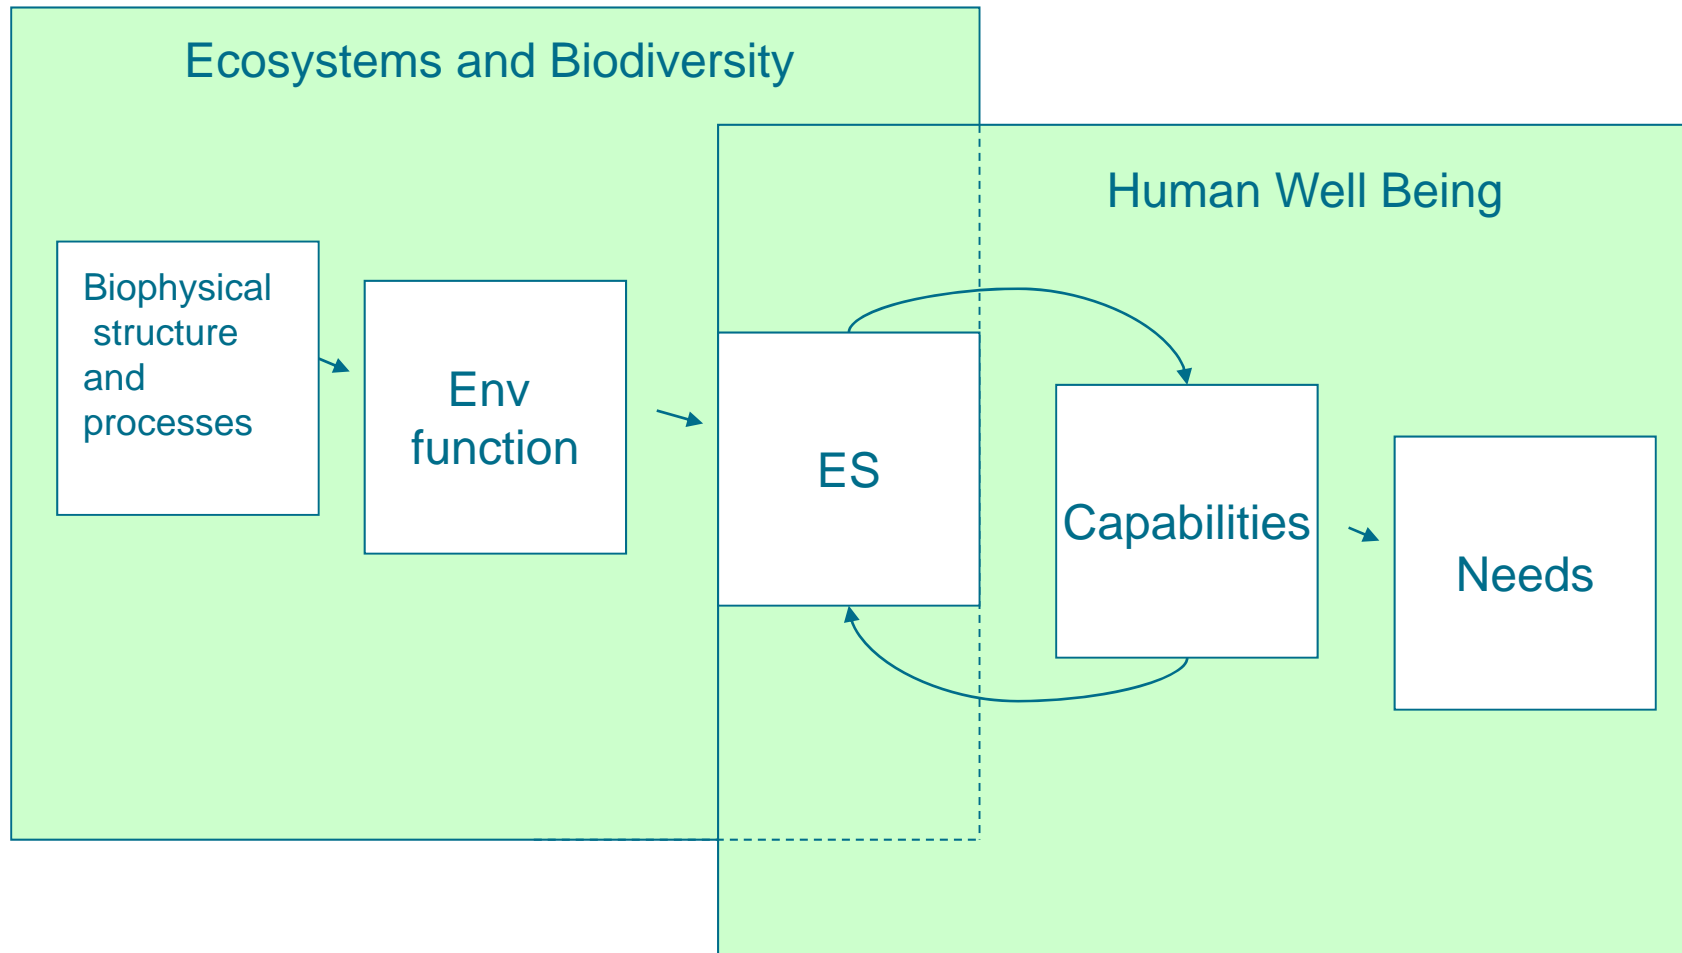 Ecosystems and Biodiversity
Human Well Being
Biophysical
structure
and
processes
Env
function
ES
Capabilities
Needs